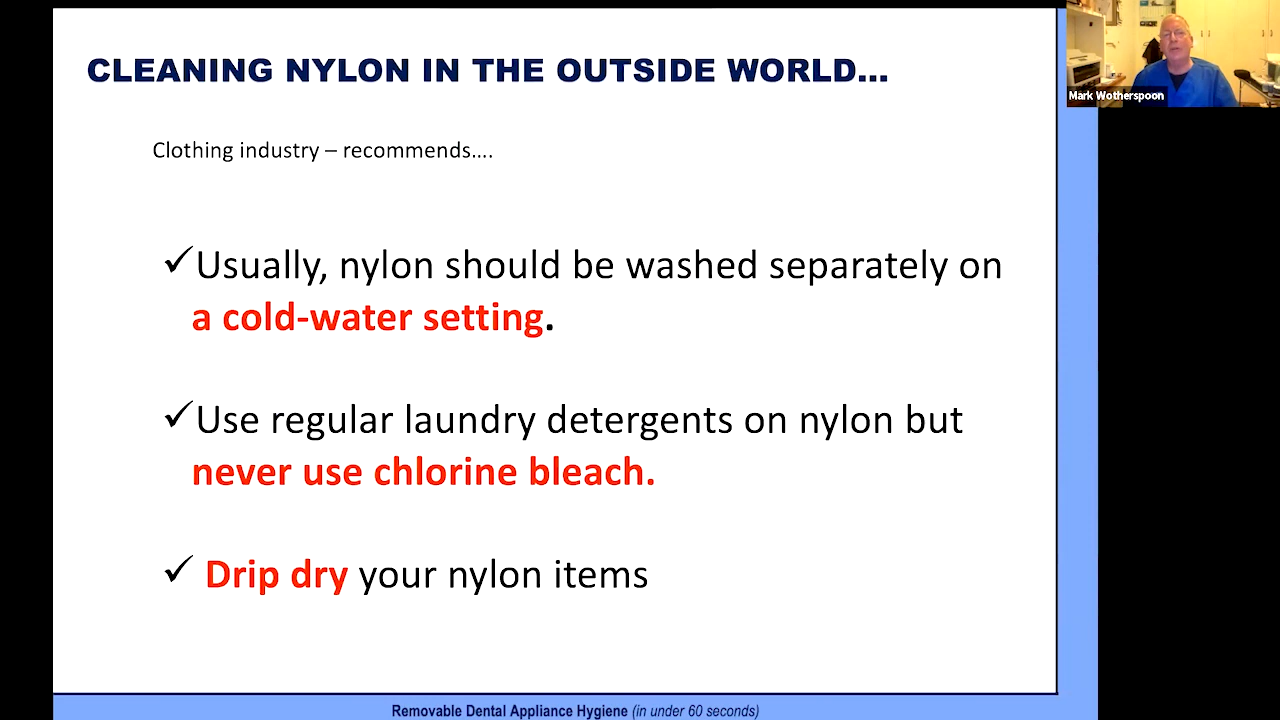 CLEANING NYLON IN THE OUTSIDE WORLD...
Mark Wotherspoon
Clothing industry – recommends....
✓Usually, nylon should be washed separately on
a cold-water setting.
✓Use regular laundry detergents on nylon but
never use chlorine bleach.
✓ Drip dry your nylon items
Removable Dental Appliance Hygiene (in under 60 seconds)